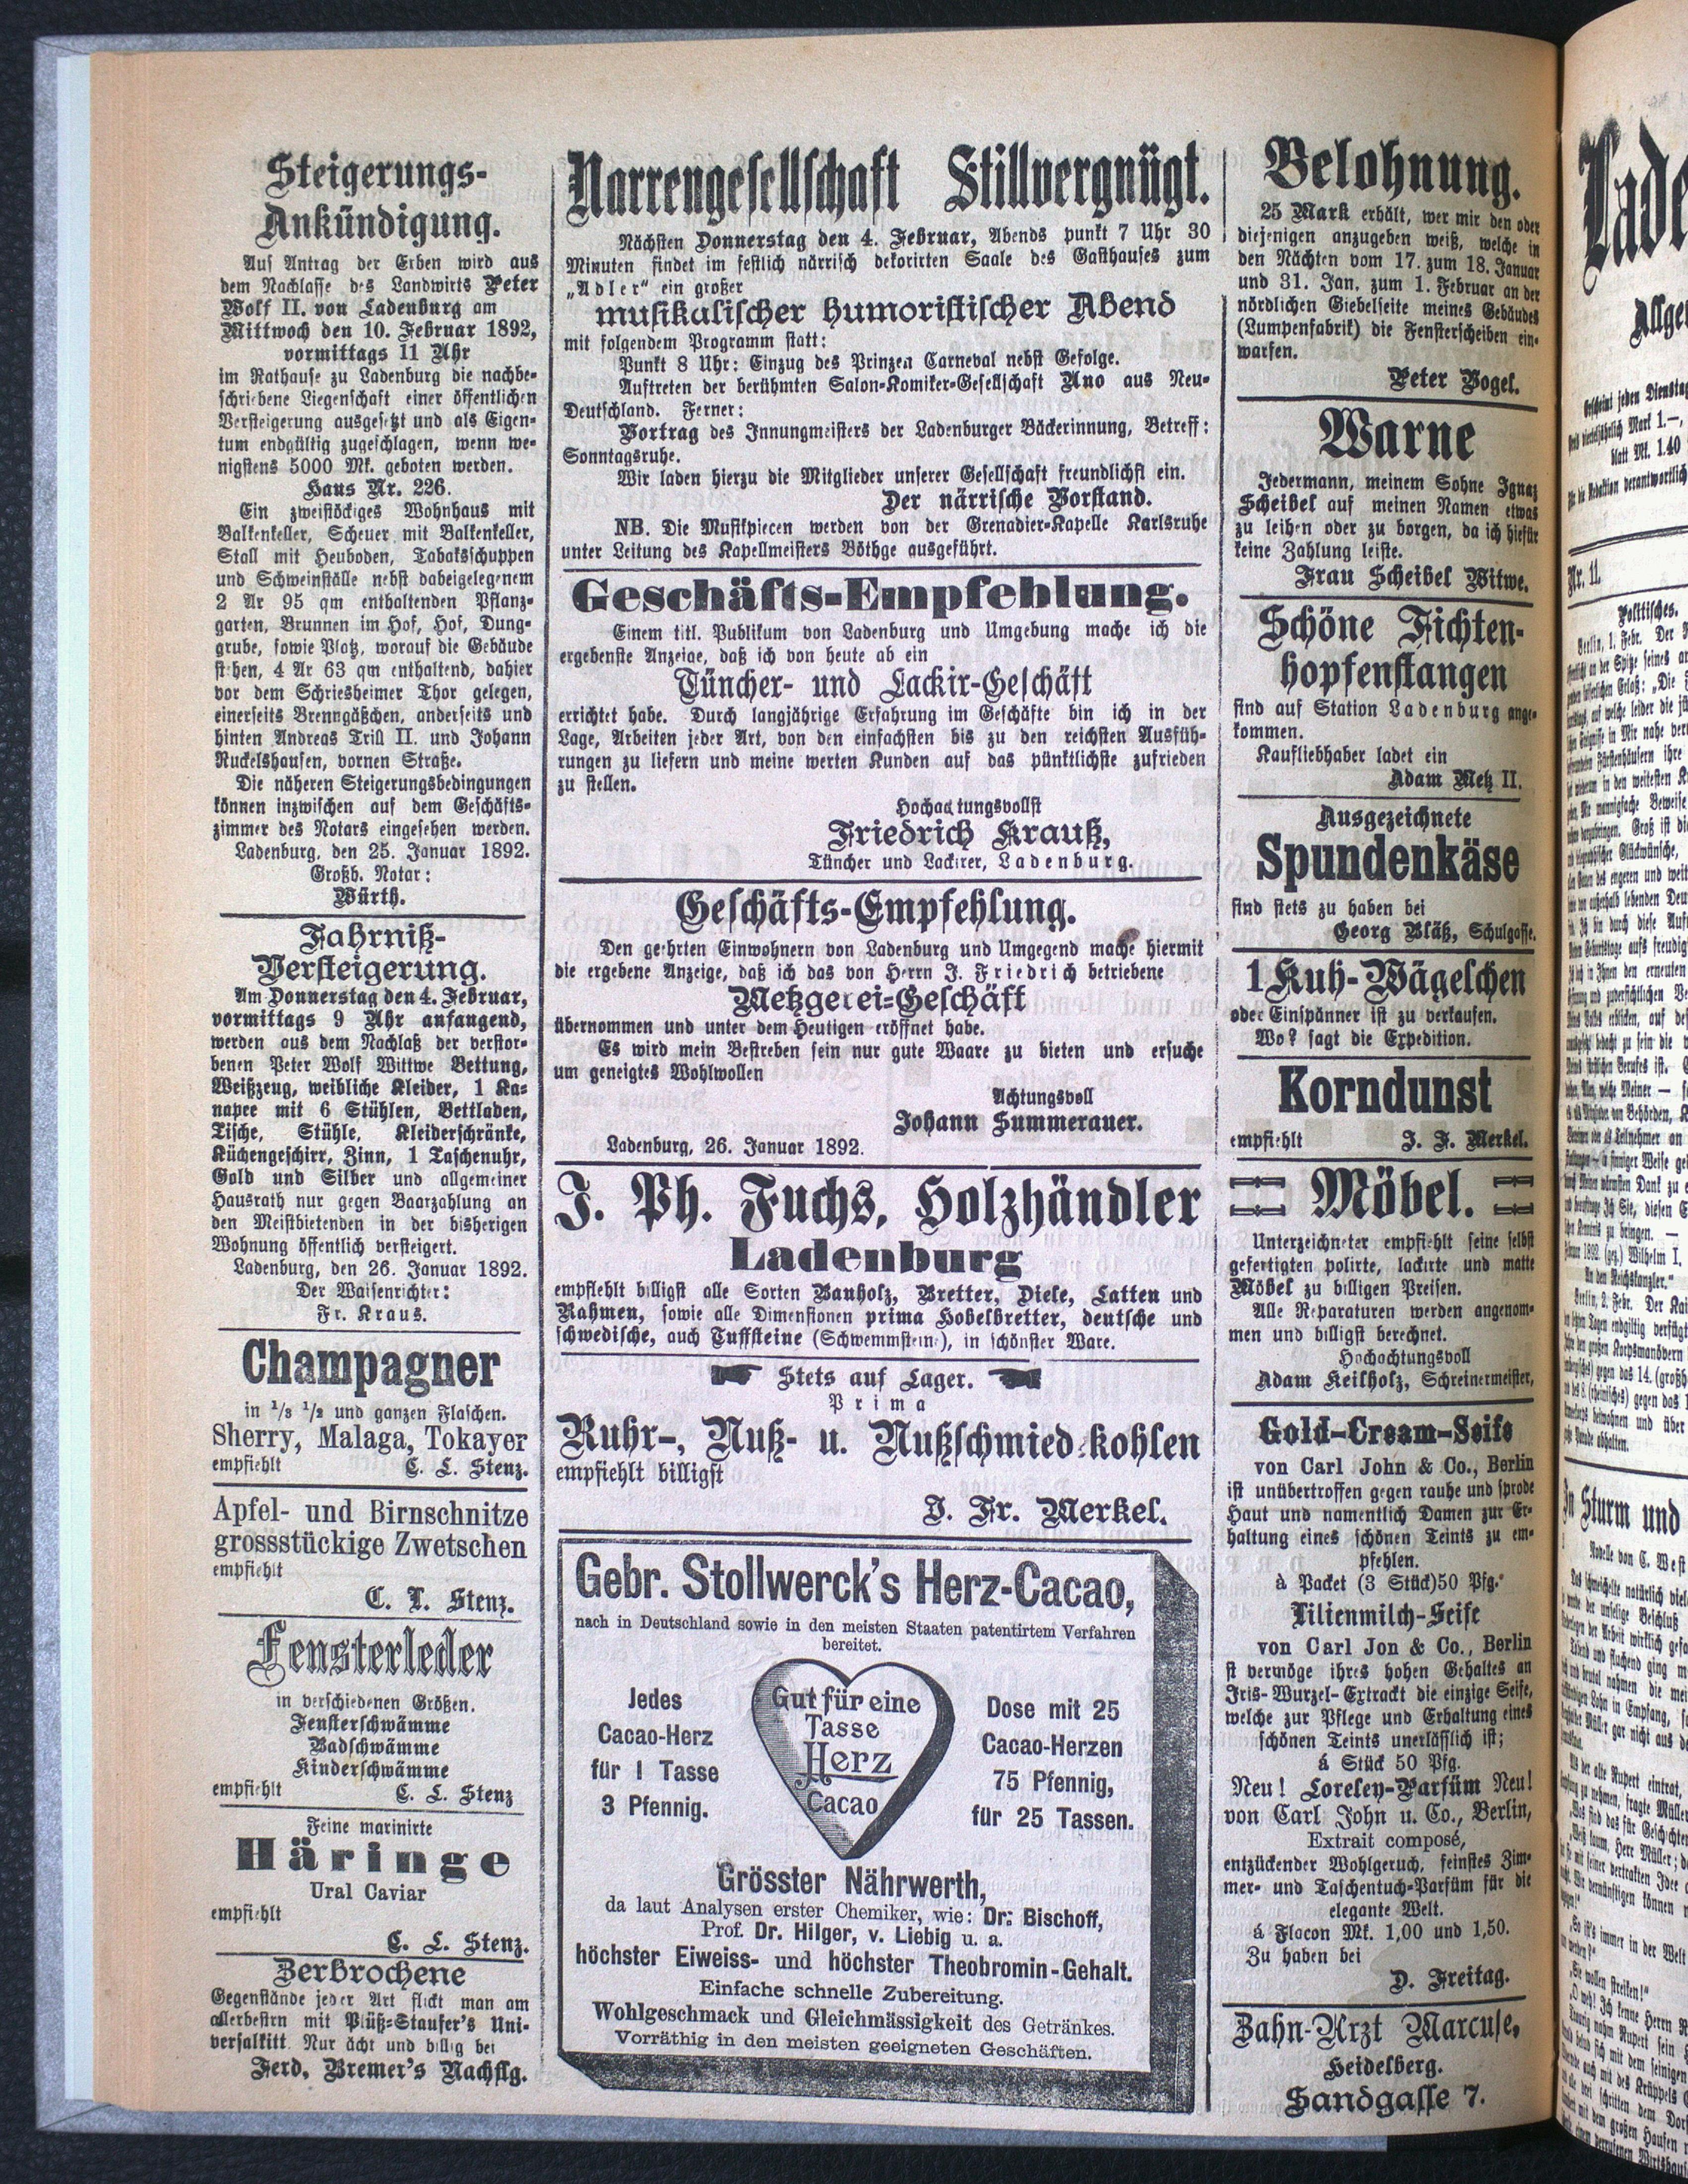 Steigerungs-
Ankündigung.
Auf Antrag der Erben wird aus
dem Nachlasse des Landwirts Peter
Wolf II. von Ladenburg am
Mittwoch den 10. Februar 1892,
vormittags 11 Uhr
im Rathause zu Ladenburg die nachbe-
schriebene Liegenschaft einer öffentlichen
Versteigerung ausgesetzt und als Eigen-
tum endgültig zugeschlagen, wenn we-
nigstens 5000 Mk. geboten werden.
Haus Nr. 226.
Ein zweistöckiges Wohnhaus mit
Balkenkeller, Scheuer mit Balkenkeller,
Stall mit Heuboden, Tabaksschuppen
und Schweinställe nebst dabeigelegenem
2 Ar 95 qm enthaltenden Pflanz-
garten, Brunnen im Hof, Hof, Dung-
grube, sowie Platz, worauf die Gebäude
stehen, 4 Ar 63 qm enthaltend, dahier
vor dem Schriesheimer Thor gelegen,
einerseits Brenngäßchen, anderseits und
hinten Andreas Trill II. und Johann
Ruckelshausen, vornen Straße.
Die näheren Steigerungsbedingungen
können inzwischen auf dem Geschäfts-
zimmer des Notars eingesehen werden.
Ladenburg, den 25. Januar 1892.
Großh. Notar:
Würth.
Fahrniß-
Versteigerung.
Am Donnerstag den 4. Februar,
vormittags 9 Uhr anfangend,
werden aus dem Nachlaß der verstor-
benen Peter Wolf Wittwe Bettung,
Weißzeug, weibliche Kleider, 1 Ka-
napee mit 6 Stühlen, Bettladen,
Tische, Stühle, Kleiderschränke,
Küchengeschirr, Zinn, 1 Taschenuhr,
Gold und Silber und allgemeiner
Hausrath nur gegen Baarzahlung an
den Meistbietenden in der bisherigen
Wohnung öffentlich versteigert.
Ladenburg, den 26. Januar 1892.
Der Waisenrichter:
Fr. Kraus.
Champagner
in 1/8 1/2 und ganzen Flaschen.
Sherry, Malaga, Tokayer
empfiehlt C. L. Stenz.
Apfel- und Birnschnitze
grossstückige Zwetschen
empfiehlt
C. L. Stenz.
Fensterleder
in verschiedenen Größen.
Fensterschwämme
Badschwämme
Kinderschwämme
empfiehlt C. L. Stenz
Feine marinirte
Häringe
Ural Caviar
empfiehlt
C. L. Stenz.
Zerbrochene
Gegenstände jeder Art flickt man am
allerbesten mit Plüß-Staufer's Uni-
versalkitt. Nur ächt und billig bei
Ferd. Bremer's Nachflg.
Narrengesellschaft Stillvergnügt.
Nächsten Donnerstag den 4. Februar, Abends punkt 7 Uhr 30
Minuten findet im festlich närrisch dekorirten Saale des Gasthauses zum
„Adler“ ein großer
musikalischer humoristischer Abend
mit folgendem Programm statt:
Punkt 8 Uhr: Einzug des Prinzen Carneval nebst Gefolge.
Auftreten der berühmten Salon-Komiker-Gesellschaft Uno aus Neu-
Deutschland. Ferner:
Vortrag des Innungmeisters der Ladenburger Bäckerinnung, Betreff:
Sonntagsruhe.
Wir laden hierzu die Mitglieder unserer Gesellschaft freundlichst ein.
Der närrische Vorstand.
NB. Die Musikpiecen werden von der Grenadier-Kapelle Karlsruhe
unter Leitung des Kapellmeisters Böthge ausgeführt.
Geschäfts-Empfehlung.
Einem titl. Publikum von Ladenburg und Umgebung mache ich die
ergebenste Anzeige, daß ich von heute ab ein
Tüncher- und Lackir-Geschäft
errichtet habe. Durch langjährige Erfahrung im Geschäfte bin ich in der
Lage, Arbeiten jeder Art, von den einfachsten bis zu den reichsten Ausfüh-
rungen zu liefern und meine werten Kunden auf das pünktlichste zufrieden
zu stellen.
Hochachtungsvollst
Friedrich Krauß,
Tüncher und Lackirer, Ladenburg.
Geschäfts-Empfehlung.
Den geehrten Einwohnern von Ladenburg und Umgegend mache hiermit
die ergebene Anzeige, daß ich das von Herrn J. Friedrich betriebene
Metzgerei-Geschäft
übernommen und unter dem Heutigen eröffnet habe.
Es wird mein Bestreben sein nur gute Waare zu bieten und ersuche
um geneigtes Wohlwollen
Achtungsvoll
Johann Summerauer.
Ladenburg, 26. Januar 1892.
J. Ph. Fuchs, Holzhändler
Ladenburg
empfiehlt billigst alle Sorten Bauholz, Bretter, Diele, Latten und
Rahmen, sowie alle Dimensionen prima Hobelbretter, deutsche und
schwedische, auch Tuffsteine (Schwemmsteine), in schönster Ware.
Stets auf Lager.
Prima
Ruhr-, Nuß- u. Nußschmiedekohlen
empfiehlt billigst
J. Fr. Merkel.
Gebr. Stollwerck's Herz-Cacao,
nach in Deutschland sowie in den meisten Staaten patentirtem Verfahren
bereitet.
Jedes
Cacao-Herz
für 1 Tasse
3 Pfennig.
Gut für eine
Tasse
Herz
Cacao
Dose mit 25
Cacao-Herzen
75 Pfennig,
für 25 Tassen.
Grösster Nährwerth,
da laut Analysen erster Chemiker, wie: Dr. Bischoff,
Prof. Dr. Hilger, v. Liebig u. a.
höchster Eiweiss- und höchster Theobromin-Gehalt.
Einfache schnelle Zubereitung.
Wohlgeschmack und Gleichmässigkeit des Getränkes.
Vorräthig in den meisten geeigneten Geschäften.
Belohnung.
25 Mark erhält, wer mir den oder
diejenigen anzugeben weiß, welche in
den Nächten vom 17. zum 18. Januar
und 31. Jan. zum 1. Februar an der
nördlichen Giebelseite meines Gebäudes
(Lumpenfabrik) die Fensterscheiben ein-
warfen.
Peter Vogel.
Warne
Jedermann, meinem Sohne Ignaz
Scheibel auf meinen Namen etwas
zu leihen oder zu borgen, da ich hiefür
keine Zahlung leiste.
Frau Scheibel Witwe.
Schöne Fichten-
hopfenstangen
sind auf Station Ladenburg ange-
kommen.
Kaufliebhaber ladet ein
Adam Metz II.
Ausgezeichnete
Spundenkäse
sind stets zu haben bei
Georg Bläß, Schulgasse.
1 Kuh-Wägelchen
oder Einspänner ist zu verkaufen.
Wo? sagt die Expedition.
Korndunst
empfiehlt J. F. Merkel.
Möbel.
Unterzeichneter empfiehlt seine selbst
gefertigten polirte, lackirte und matte
Möbel zu billigen Preisen.
Alle Reparaturen werden angenom-
men und billigst berechnet.
Hochachtungsvoll
Adam Keilholz, Schreinermeister,
Gold-Cream-Seife
von Carl John & Co., Berlin
ist unübertroffen gegen rauhe und spröde
Haut und namentlich Damen zur Er-
haltung eines schönen Teints zu em-
pfehlen.
à Packet (3 Stück) 50 Pfg.
Lilienmilch-Seife
von Carl Jon & Co., Berlin
st vermöge ihres hohen Gehaltes an
Iris-Wurzel-Extrackt die einzige Seife,
welche zur Pflege und Erhaltung eines
schönen Teints unerläßlich ist;
á Stück 50 Pfg.
Neu! Loreley-Parfüm Neu!
von Carl John u. Co., Berlin,
Extrait composé,
entzückender Wohlgeruch, feinstes Zim-
mer- und Taschentuch-Parfüm für die
elegante Welt.
á Flacon Mk. 1,00 und 1,50.
Zu haben bei
D. Freitag.
Zahn-Arzt Marcuse,
Heidelberg.
Sandgasse 7.
Lade
Nr. 11.
Politisches.
Berlin, 1. Febr. Der
In Sturm und
Novelle von C. West